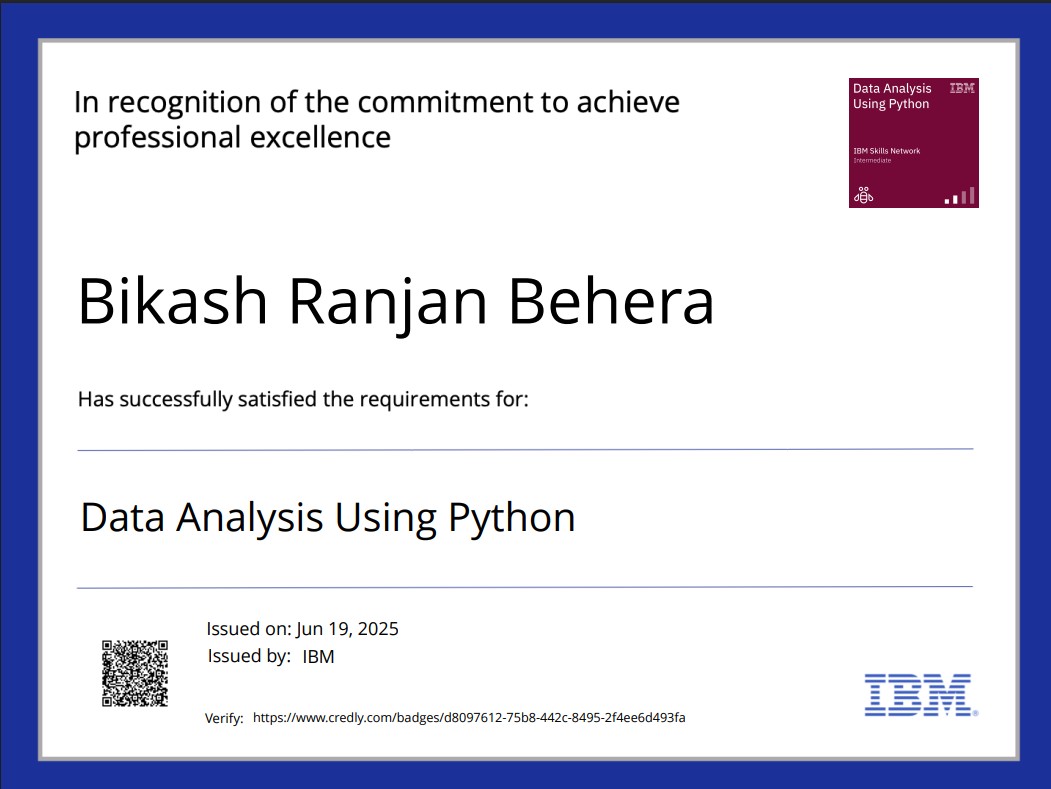 In recognition of the commitment to achieve
professional excellence
Data Analysis
Using Python
IBM
IBM Skills Network
Intermediate
Bikash Ranjan Behera
Has successfully satisfied the requirements for:
Data Analysis Using Python
Issued on: Jun 19, 2025
Issued by: IBM
Verify: https://www.credly.com/badges/d8097612-75b8-442c-8495-2f4ee6d493fa
IBM®